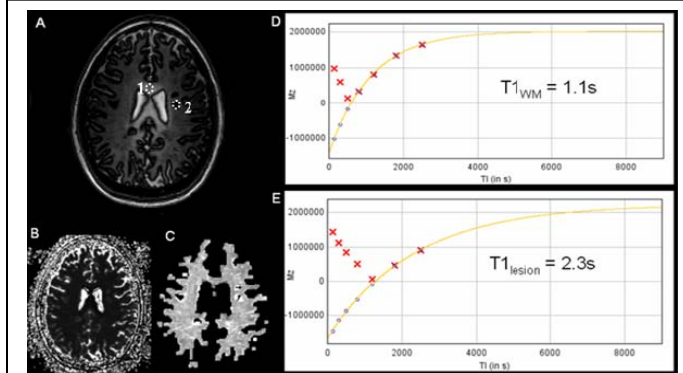 A
1
2
B
C
D
2000000
1000000
0
-1000000
Mz
T1WM = 1.1s
0
2000
4000
6000
8000
TI (in s)
E
2000000
1000000
0
-1000000
Mz
T1lesion = 2.3s
0
2000
4000
6000
8000
TI (in s)